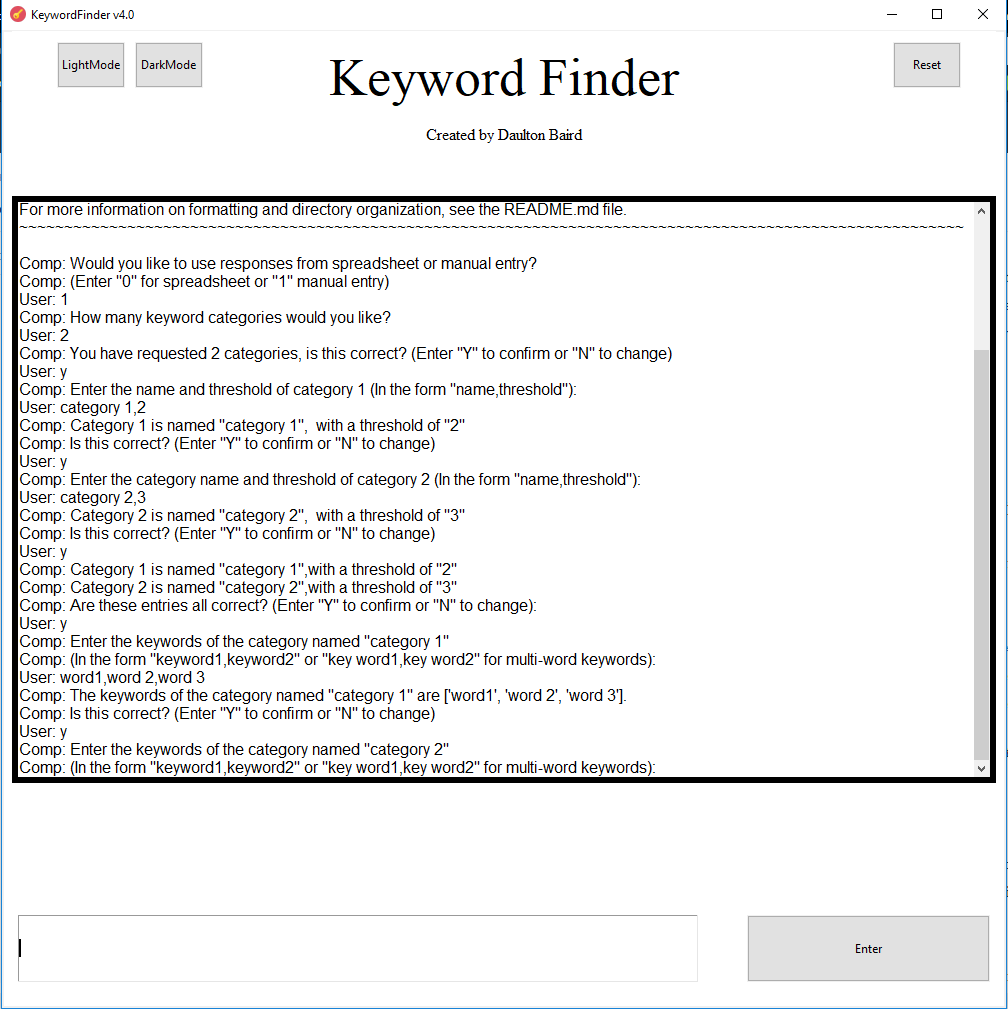 KeywordFinder v4.0
LightMode
DarkMode
Keyword Finder
Reset
Created by Daulton Baird
For more information on formatting and directory organization, see the README.md file.
~~~~~~~~~~~~~~~~~~~~~~~~~~~~~~~~~~~~~~~~~~~~~~~~~~~~~~~~~~~~~~~~~~~~~~~~~~~~~~~~~~~~~~~~~~~~~~~~~~~~~~~~~
Comp: Would you like to use responses from spreadsheet or manual entry?
Comp: (Enter "0" for spreadsheet or "1" manual entry)
User: 1
Comp: How many keyword categories would you like?
User: 2
Comp: You have requested 2 categories, is this correct? (Enter "Y" to confirm or "N" to change)
User: y
Comp: Enter the name and threshold of category 1 (In the form "name,threshold"):
User: category 1,2
Comp: Category 1 is named "category 1",  with a threshold of "2"
Comp: Is this correct? (Enter "Y" to confirm or "N" to change)
User: y
Comp: Enter the category name and threshold of category 2 (In the form "name,threshold"):
User: category 2,3
Comp: Category 2 is named "category 2",  with a threshold of "3"
Comp: Is this correct? (Enter "Y" to confirm or "N" to change)
User: y
Comp: Category 1 is named "category 1",with a threshold of "2"
Comp: Category 2 is named "category 2",with a threshold of "3"
Comp: Are these entries all correct? (Enter "Y" to confirm or "N" to change):
User: y
Comp: Enter the keywords of the category named "category 1"
Comp: (In the form "keyword1,keyword2" or "key word1,key word2" for multi-word keywords):
User: word1,word 2,word 3
Comp: The keywords of the category named "category 1" are ['word1', 'word 2', 'word 3'].
Comp: Is this correct? (Enter "Y" to confirm or "N" to change)
User: y
Comp: Enter the keywords of the category named "category 2"
Comp: (In the form "keyword1,keyword2" or "key word1,key word2" for multi-word keywords):
Enter